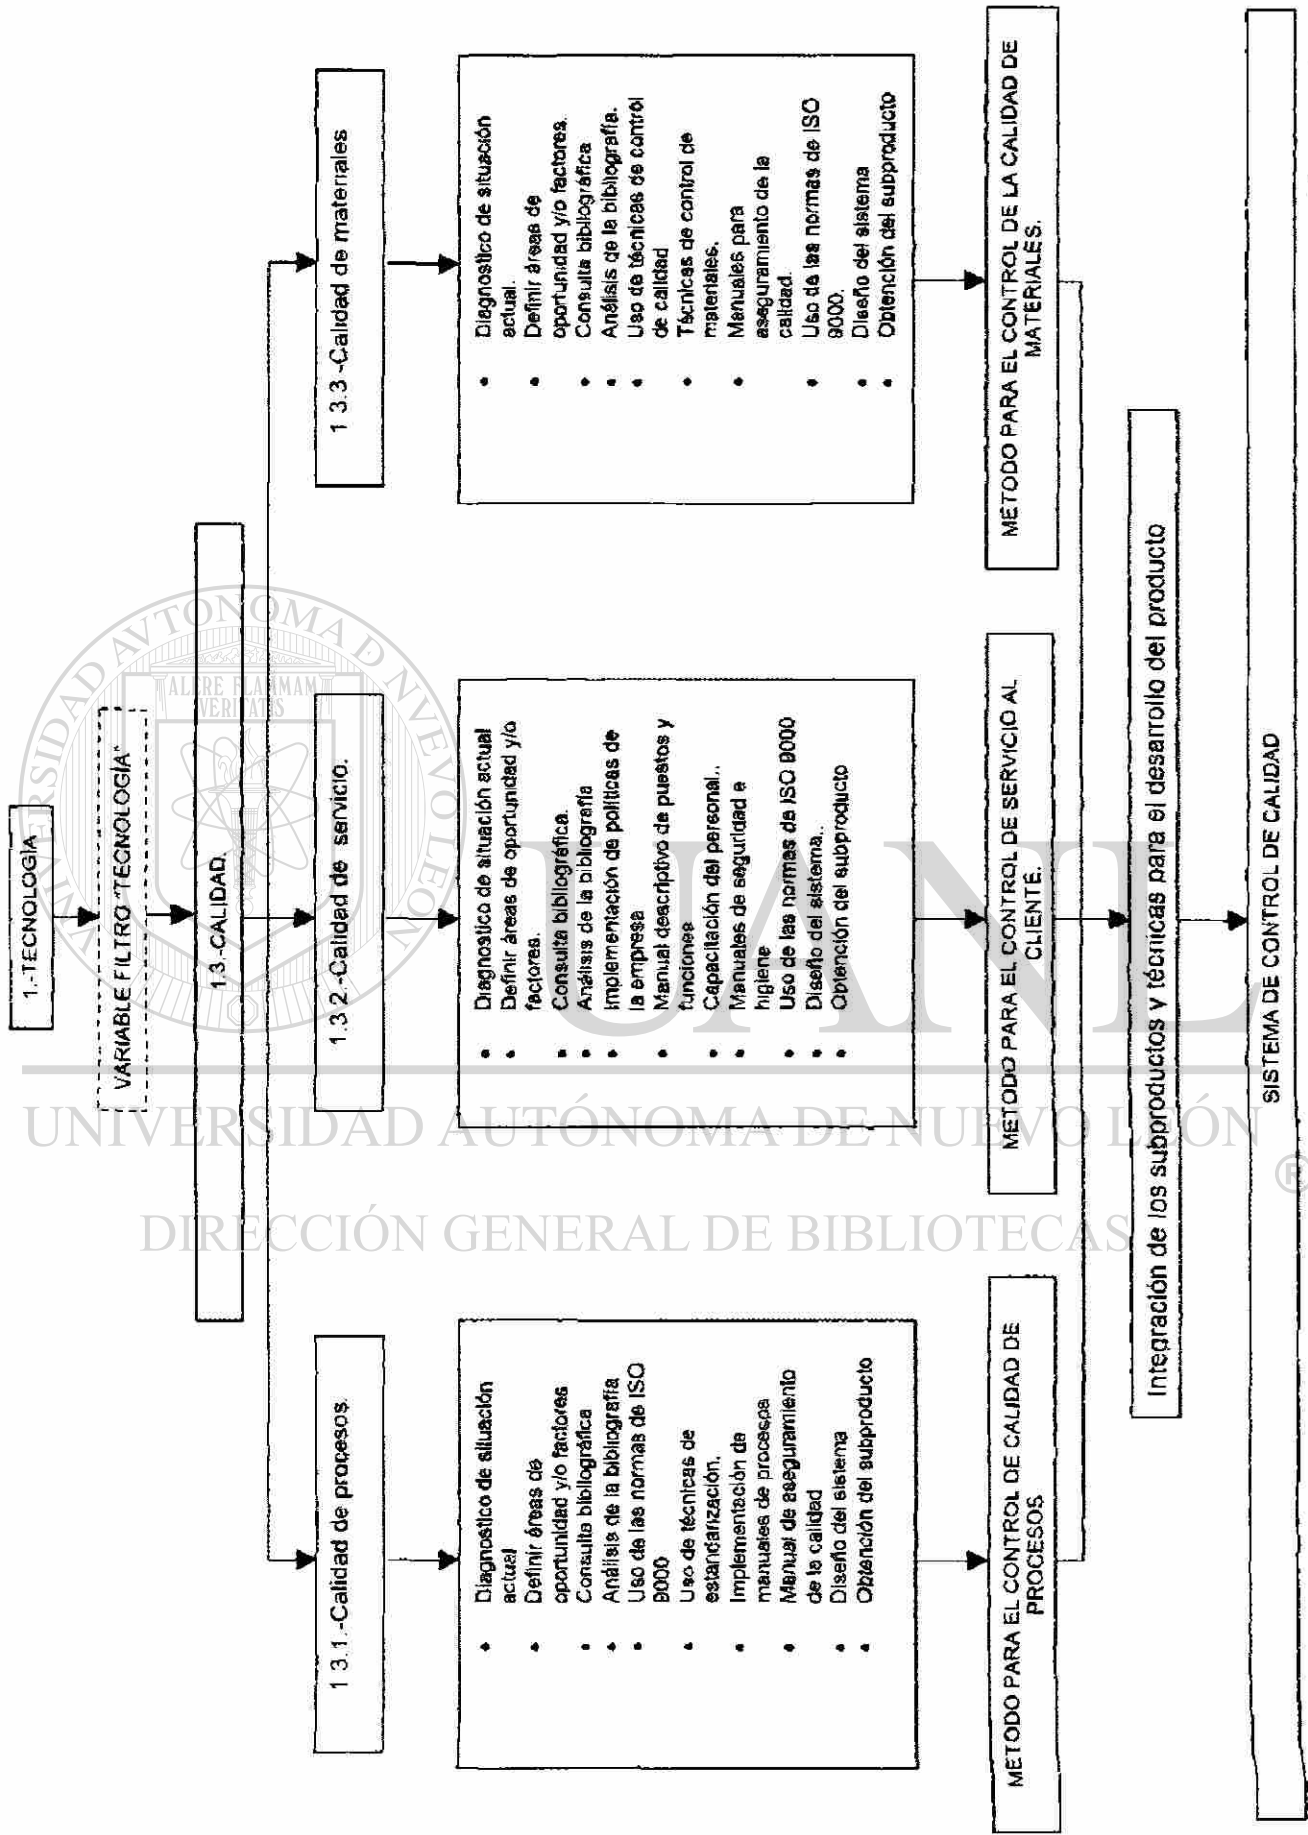 1.-TECNOLOGÍA
VARIABLE FILTRO "TECNOLOGÍA"
1.3.-CALIDAD.
1 3.1.-Calidad de procesos.
1.3 2.-Calidad de servicio.
1 3.3 -Calidad de materiales
• Diagnostico de situación
actual
• Definir áreas de
oportunidad y/o factores
• Consulta bibliográfica
• Análisis de la bibliografía
• Uso de las normas de ISO
9000
• Uso de técnicas de
estandarización.
• Implementación de
manuales de procespa
• Manual de aseguramiento
de la calidad
• Diseño del sistema
• Obtención del subproducto
• Diagnostico de situación actual
• Definir áreas de oportunidad y/o
factores.
• Consulta bibliográfica.
• Análisis de la bibliografía
• Implementación de políticas de
la empresa
• Manual descriptivo de puestos y
funciones
• Capacitación del personal..
• Manuales de seguridad e
higiene
• Uso de las normas de ISO 9000
• Diseño del sistema..
• Obtención del subproducto
• Diagnostico de situación
actual.
• Definir áreas de
oportunidad y/o factores.
• Consulta bibliográfica
• Análisis de la bibliografía.
• Uso de técnicas de control
de calidad
• Técnicas de control de
materiales.
• Manuales para
aseguramiento de la
calidad.
• Uso de las normas de ISO
9000.
• Diseño del sistema
• Obtención del subproducto
METODO PARA EL CONTROL DE CALIDAD DE
PROCESOS
METODO PARA EL CONTROL DE SERVICIO AL
CLIENTE.
METODO PARA EL CONTROL DE LA CALIDAD DE
MATERIALES.
Integración de los subproductos y técnicas para el desarrollo del producto
SISTEMA DE CONTROL DE CALIDAD
UNIVERSIDAD AVTONOMA D NVEVO LEON
ALERE FLAMMAM
VERITATIS
UANL
UNIVERSIDAD AUTÓNOMA DE NUEVO LEÓN
®
DIRECCIÓN GENERAL DE BIBLIOTECAS